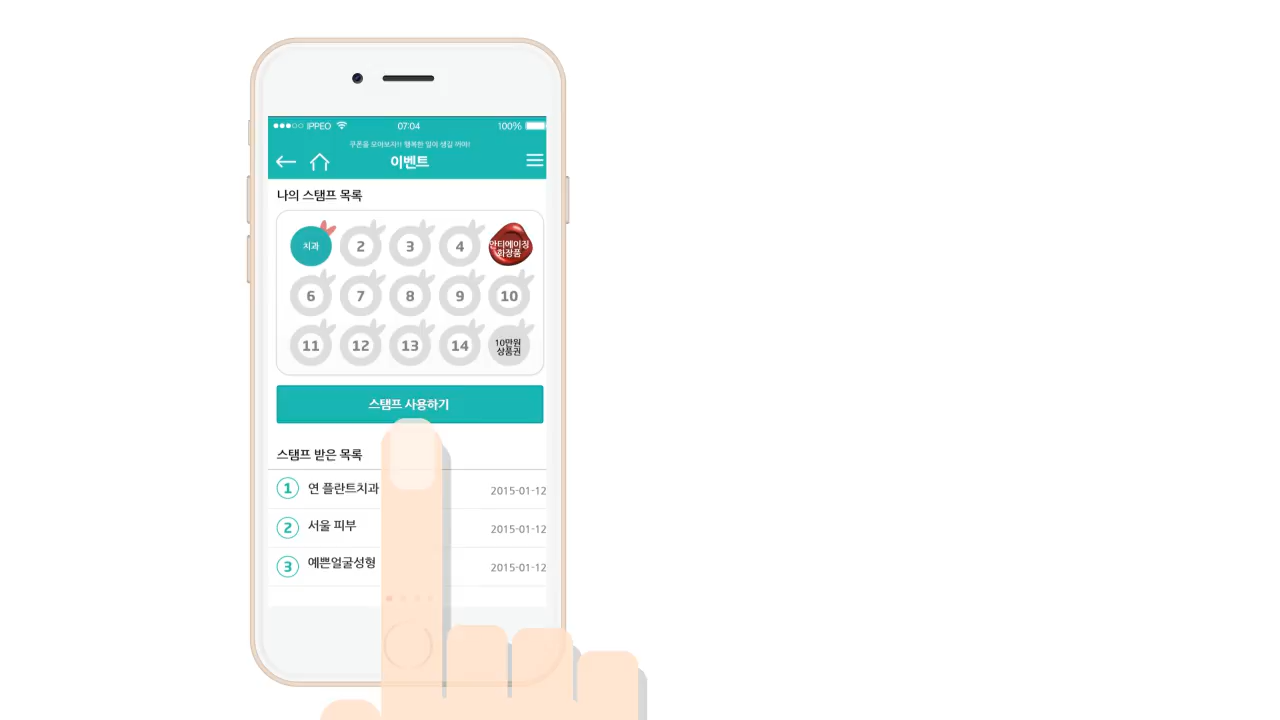 IPPEO 07:04 100%
쿠폰을 모아보자!! 행복한 일이 생길 꺼야!
이벤트
나의 스탬프 목록
치과 2 3 4 안티에이징
화장품
6 7 8 9 10
11 12 13 14 10만원
상품권
스탬프 사용하기
스탬프 받은 목록
1 연 플란트치과 2015-01-12
2 서울 피부 2015-01-12
3 예쁜얼굴성형 2015-01-12